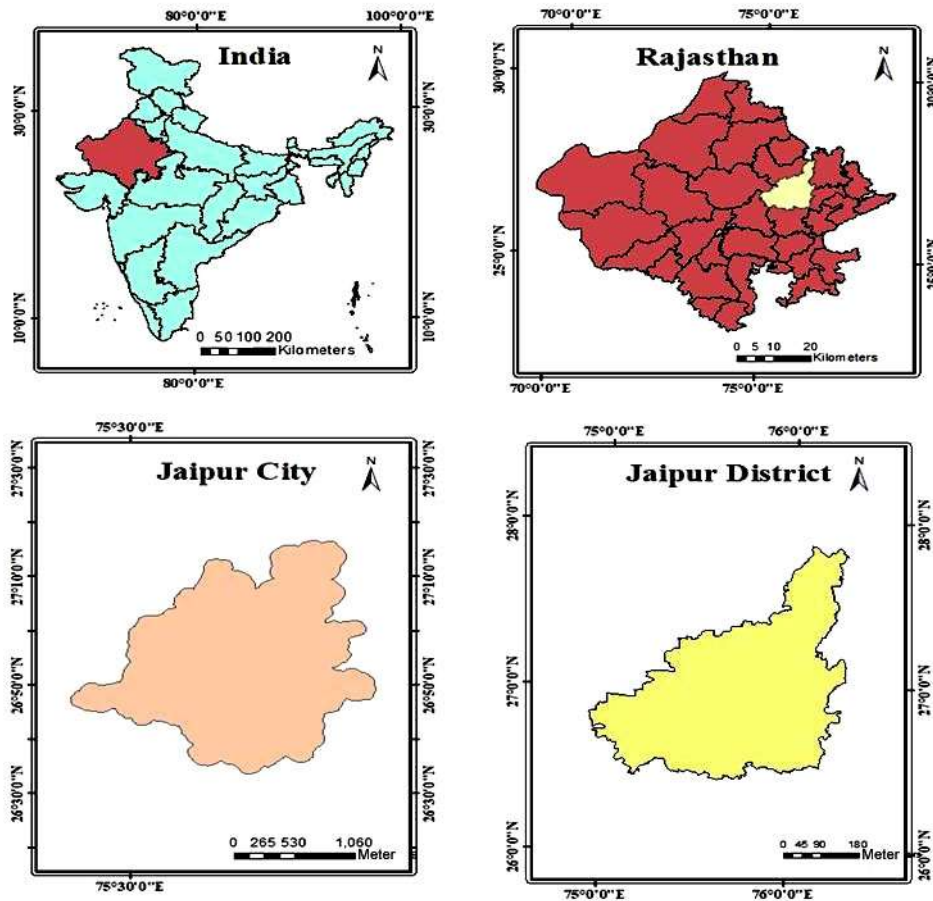 80°0'0"E 100°0'0"E
India
N
30°0'0"N 30°0'0"N
10°0'0"N 10°0'0"N
0 50 100 200
Kilometers
80°0'0"E
70°0'0"E 75°0'0"E
Rajasthan
N
30°0'0"N 30°0'0"N
25°0'0"N 25°0'0"N
0 5 10 20
Kilometers
70°0'0"E 75°0'0"E
75°30'0"E
Jaipur City
N
27°30'0"N 27°30'0"N
27°10'0"N 27°10'0"N
26°50'0"N 26°50'0"N
26°30'0"N 26°30'0"N
0 265 530 1,060
Meter
75°30'0"E
75°0'0"E 76°0'0"E
Jaipur District
N
28°0'0"N 28°0'0"N
27°0'0"N 27°0'0"N
26°0'0"N 26°0'0"N
0 45 90 180
Meter
75°0'0"E 76°0'0"E